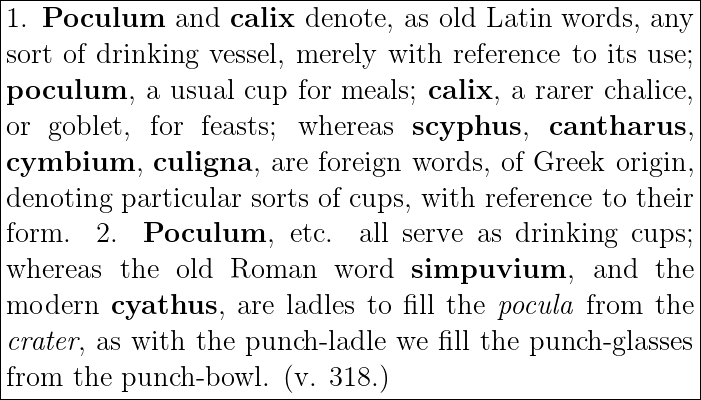 1. Poculum and calix denote, as old Latin words, any
sort of drinking vessel, merely with reference to its use;
poculum, a usual cup for meals; calix, a rarer chalice,
or goblet, for feasts; whereas scyphus, cantharus,
cymbium, culigna, are foreign words, of Greek origin,
denoting particular sorts of cups, with reference to their
form. 2. Poculum, etc. all serve as drinking cups;
whereas the old Roman word simpuvium, and the
modern cyathus, are ladles to fill the pocula from the
crater, as with the punch-ladle we fill the punch-glasses
from the punch-bowl. (v. 318.)